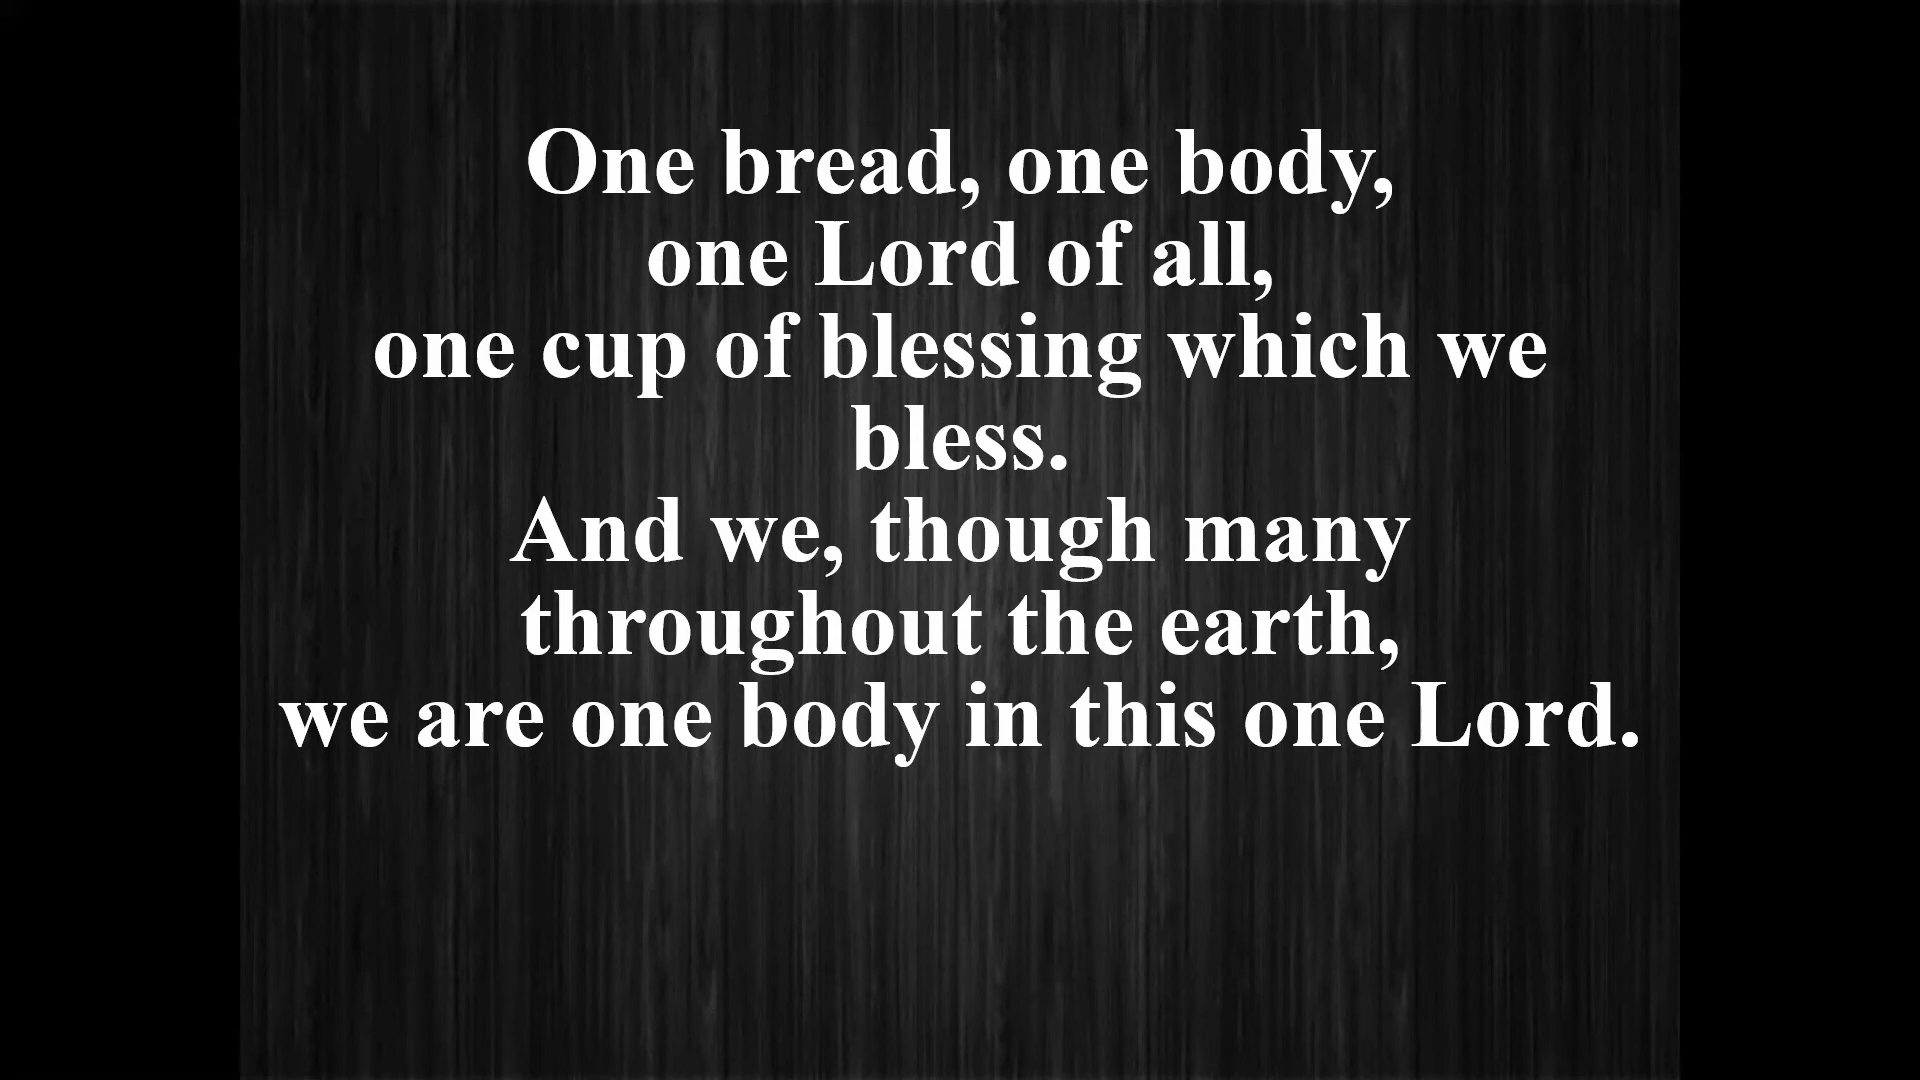 One bread, one body,
one Lord of all,
one cup of blessing which we
bless.
And we, though many
throughout the earth,
we are one body in this one Lord.